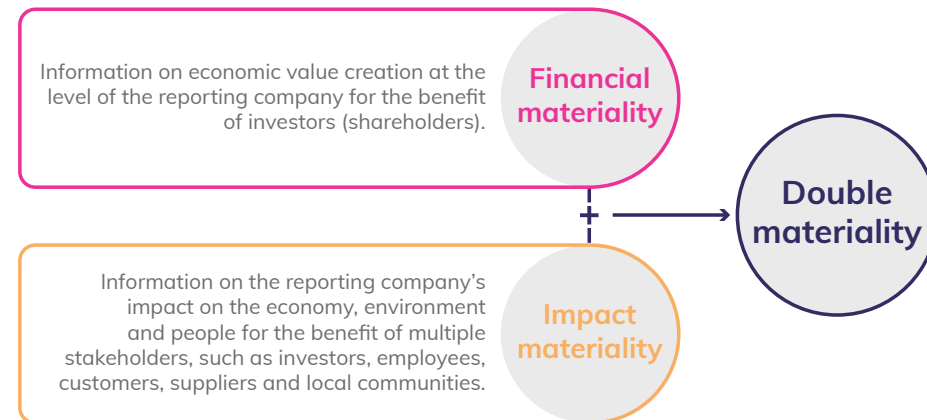 Information on economic value creation at the
level of the reporting company for the benefit
of investors (shareholders).
Financial
materiality
+
Double
materiality
Information on the reporting company’s
impact on the economy, environment
and people for the benefit of multiple
stakeholders, such as investors, employees,
customers, suppliers and local communities.
Impact
materiality